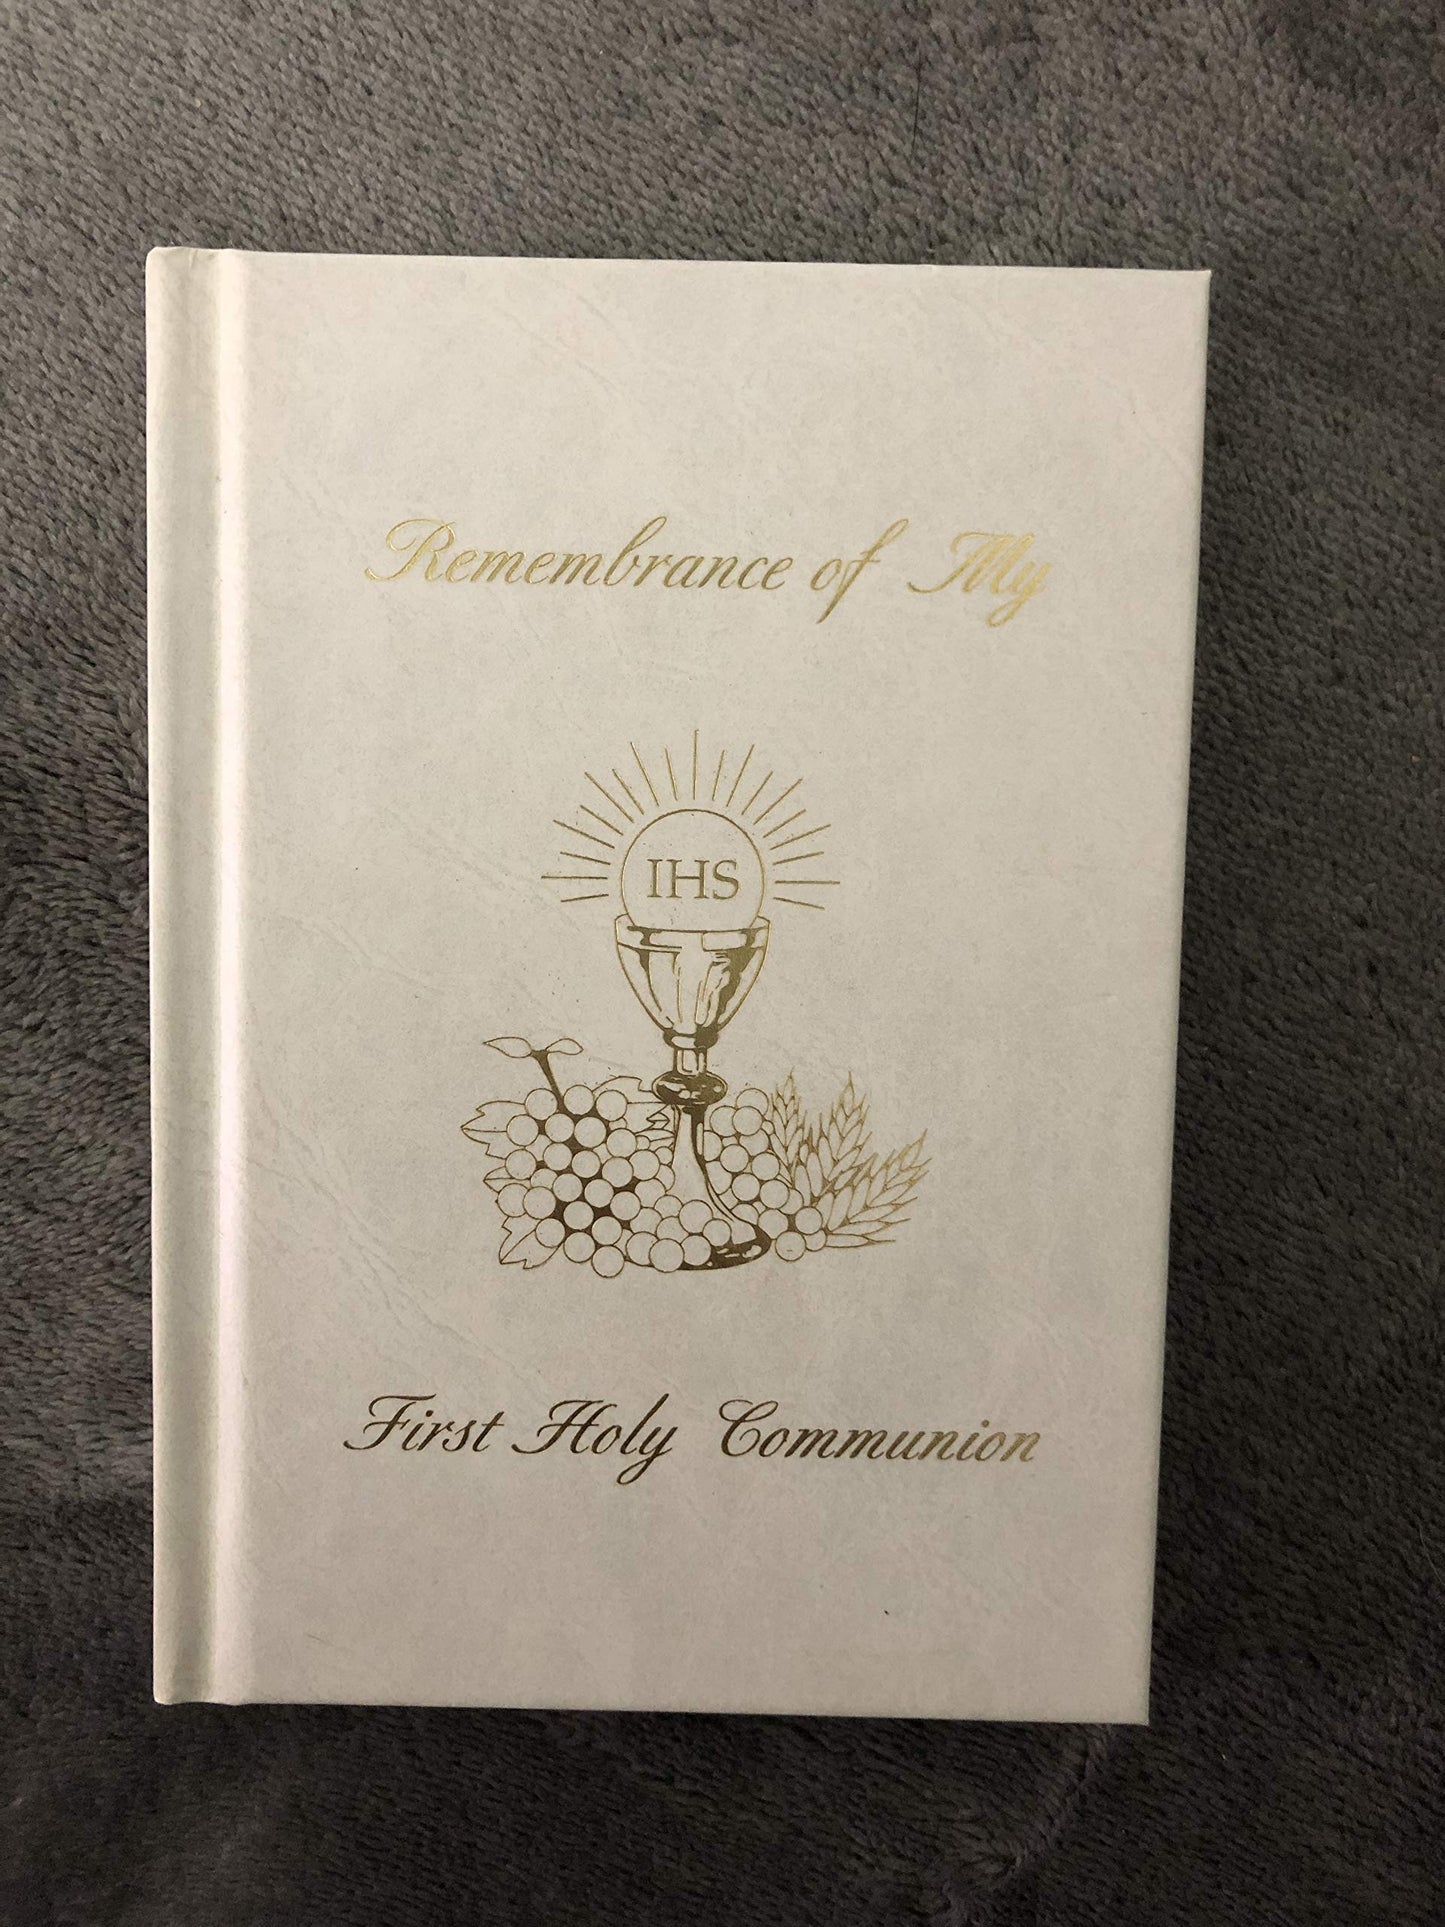 Remembrance of My
IHS
First Holy Communion